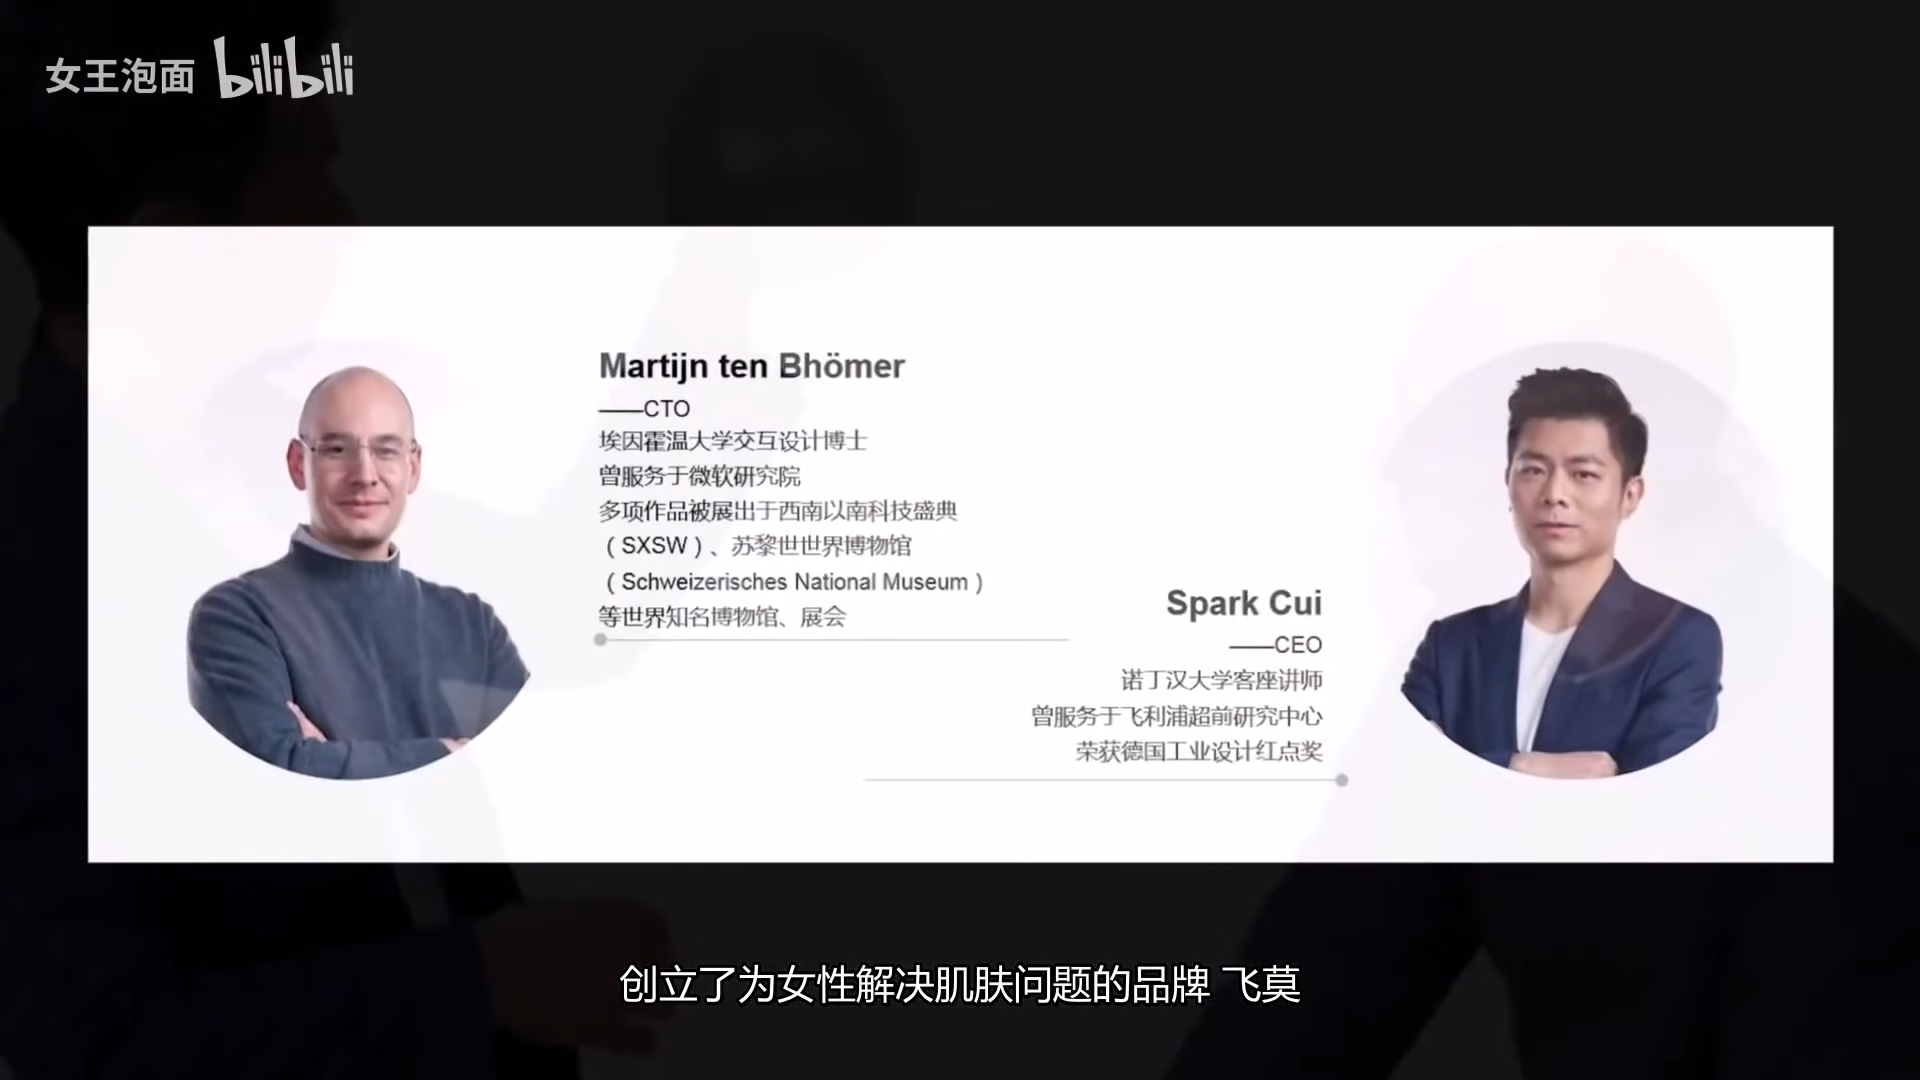 女王泡面 bilibili
Martijn ten Bhömer
——CTO
埃因霍温大学交互设计博士
曾服务于微软研究院
多项作品被展出于西南以南科技盛典
（SXSW）、苏黎世世界博物馆
（Schweizerisches National Museum）
等世界知名博物馆、展会
Spark Cui
——CEO
诺丁汉大学客座讲师
曾服务于飞利浦超前研究中心
荣获德国工业设计红点奖
创立了为女性解决肌肤问题的品牌 飞莫